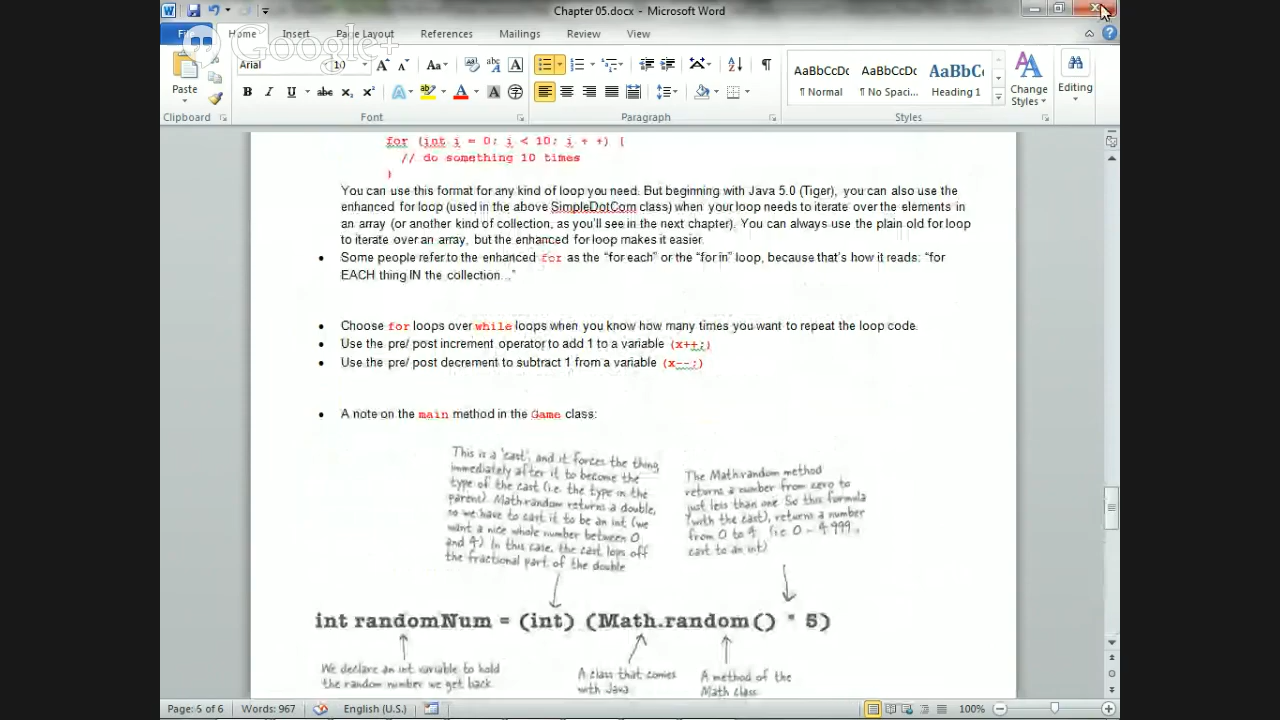 Chapter 05.docx - Microsoft Word
File Home Insert Page Layout References Mailings Review View
Google+
Arial 10
Paste
Clipboard Font Paragraph Styles
AaBbCcDc AaBbCcDc AaBbC
¶ Normal ¶ No Spaci... Heading 1
Change Styles
Editing
for (int i = 0; i < 10; i + +) {
// do something 10 times
}
You can use this format for any kind of loop you need. But beginning with Java 5.0 (Tiger), you can also use the
enhanced for loop (used in the above SimpleDotCom class) when your loop needs to iterate over the elements in
an array (or another kind of collection, as you'll see in the next chapter). You can always use the plain old for loop
to iterate over an array, but the enhanced for loop makes it easier.
• Some people refer to the enhanced for as the "for each" or the "for in" loop, because that's how it reads: "for
EACH thing IN the collection..."
• Choose for loops over while loops when you know how many times you want to repeat the loop code.
• Use the pre/ post increment operator to add 1 to a variable (x++;)
• Use the pre/ post decrement to subtract 1 from a variable (x--;)
• A note on the main method in the Game class:
This is a 'cast', and it forces the thing
immediately after it to become the
type of the cast (i.e. the type in the
parens). Math.random returns a double,
so we have to cast it to be an int (we
want a nice whole number between 0
and 4). In this case, the cast lops off
the fractional part of the double
The Math.random method
returns a number from zero to
just less than one. So this formula
(with the cast), returns a number
from 0 to 4. (i.e. 0 - 4.999..,
cast to an int)
int randomNum = (int) (Math.random() * 5)
We declare an int variable to hold
the random number we get back.
A class that comes
with Java
A method of the
Math class
Page: 5 of 6 Words: 967 English (U.S.) 100%